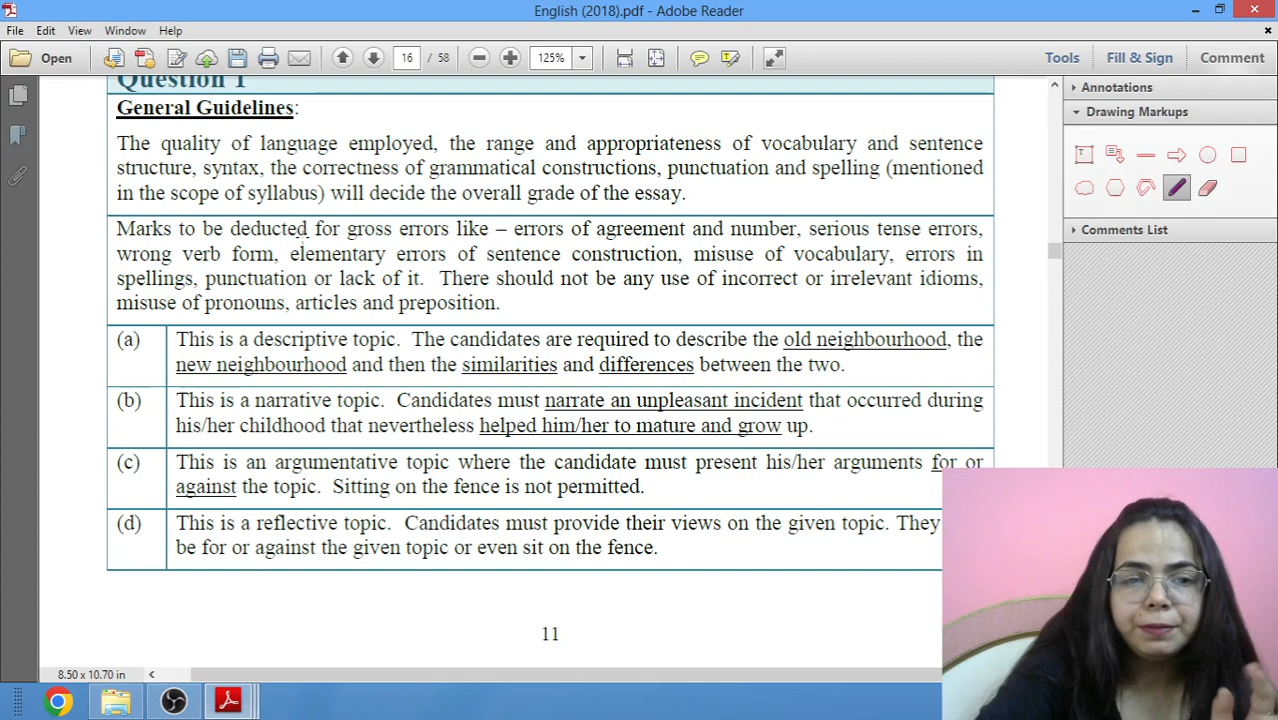 English (2018).pdf - Adobe Reader
File Edit View Window Help
Open 16 / 58 125% Tools Fill & Sign Comment
Question 1
General Guidelines:
The quality of language employed, the range and appropriateness of vocabulary and sentence
structure, syntax, the correctness of grammatical constructions, punctuation and spelling (mentioned
in the scope of syllabus) will decide the overall grade of the essay.
Marks to be deducted for gross errors like – errors of agreement and number, serious tense errors,
wrong verb form, elementary errors of sentence construction, misuse of vocabulary, errors in
spellings, punctuation or lack of it. There should not be any use of incorrect or irrelevant idioms,
misuse of pronouns, articles and preposition.
(a) This is a descriptive topic. The candidates are required to describe the old neighbourhood, the
new neighbourhood and then the similarities and differences between the two.
(b) This is a narrative topic. Candidates must narrate an unpleasant incident that occurred during
his/her childhood that nevertheless helped him/her to mature and grow up.
(c) This is an argumentative topic where the candidate must present his/her arguments for or
against the topic. Sitting on the fence is not permitted.
(d) This is a reflective topic. Candidates must provide their views on the given topic. They
be for or against the given topic or even sit on the fence.
11
8.50 x 10.70 in
Annotations
Drawing Markups
Comments List